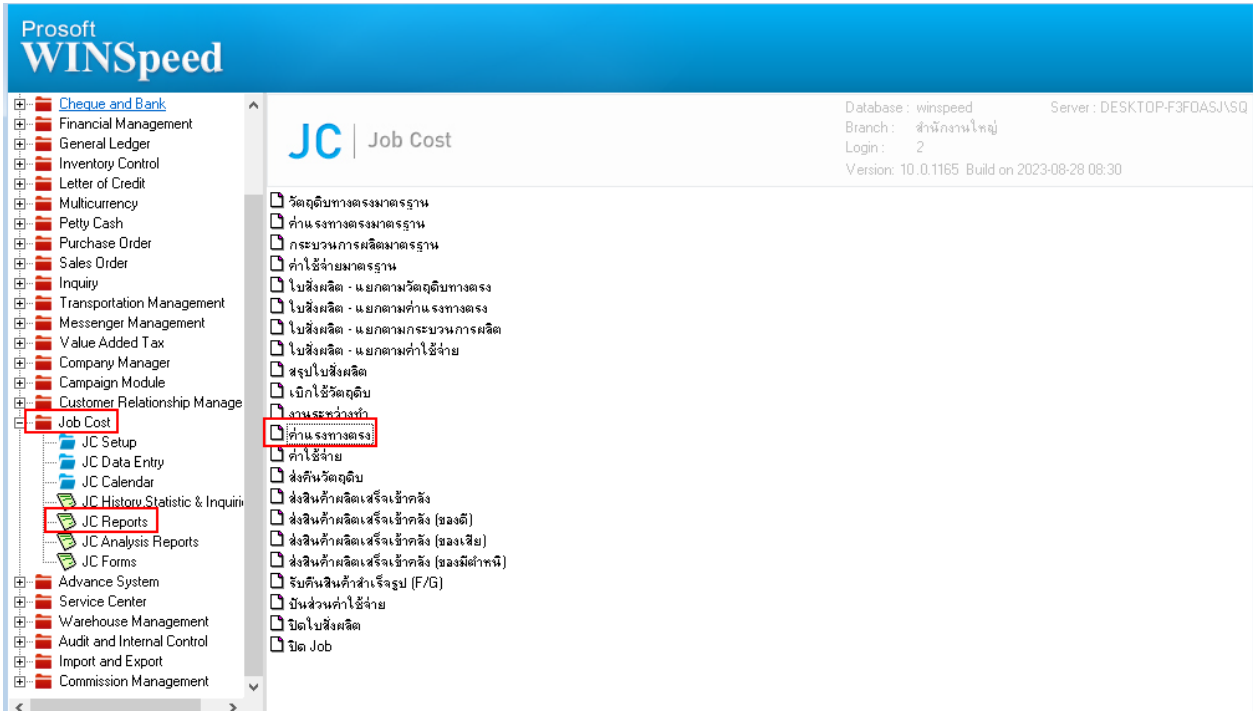 Prosoft
WINSpeed
Cheque and Bank
Financial Management
General Ledger
Inventory Control
Letter of Credit
Multicurrency
Petty Cash
Purchase Order
Sales Order
Inquiry
Transportation Management
Messenger Management
Value Added Tax
Company Manager
Campaign Module
Customer Relationship Manage
Job Cost
JC Setup
JC Data Entry
JC Calendar
JC History,Statistic & Inquirie
JC Reports
JC Analysis Reports
JC Forms
Advance System
Service Center
Warehouse Management
Audit and Internal Control
Import and Export
Commission Management
JC | Job Cost
Database : winspeed Server : DESKTOP-F3FOASJ\SQ
Branch : สำนักงานใหญ่
Login : 2
Version: 10.0.1165 Build on 2023-08-28 08:30
วัตถุดิบทางตรงมาตรฐาน
ค่าแรงทางตรงมาตรฐาน
กระบวนการผลิตมาตรฐาน
ค่าใช้จ่ายมาตรฐาน
ใบสั่งผลิต - แยกตามวัตถุดิบทางตรง
ใบสั่งผลิต - แยกตามค่าแรงทางตรง
ใบสั่งผลิต - แยกตามกระบวนการผลิต
ใบสั่งผลิต - แยกตามค่าใช้จ่าย
สรุปใบสั่งผลิต
เบิกใช้วัตถุดิบ
งานระหว่างทำ
ค่าแรงทางตรง
ค่าใช้จ่าย
ส่งคืนวัตถุดิบ
ส่งสินค้าผลิตเสร็จเข้าคลัง
ส่งสินค้าผลิตเสร็จเข้าคลัง (ของดี)
ส่งสินค้าผลิตเสร็จเข้าคลัง (ของเสีย)
ส่งสินค้าผลิตเสร็จเข้าคลัง (ของมีตำหนิ)
รับคืนสินค้าสำเร็จรูป (F/G)
ปันส่วนค่าใช้จ่าย
ปิดใบสั่งผลิต
ปิด Job